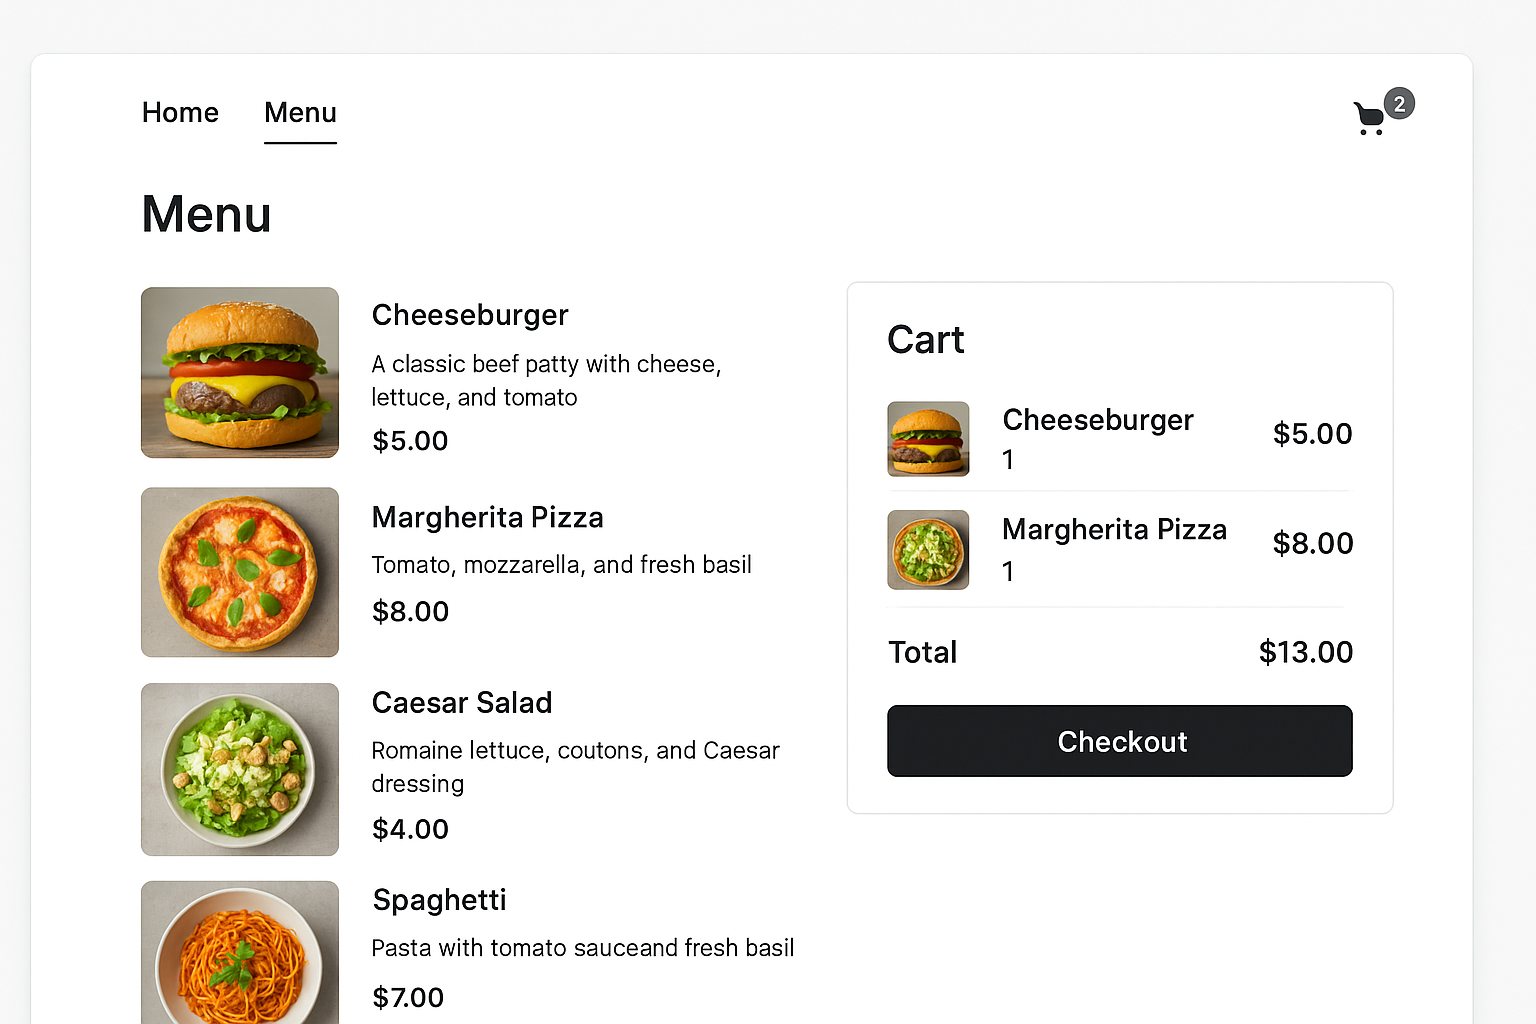 Home
Menu
2
Menu
Cheeseburger
A classic beef patty with cheese,
lettuce, and tomato
$5.00
Margherita Pizza
Tomato, mozzarella, and fresh basil
$8.00
Caesar Salad
Romaine lettuce, coutons, and Caesar
dressing
$4.00
Spaghetti
Pasta with tomato sauceand fresh basil
$7.00
Cart
Cheeseburger
1
$5.00
Margherita Pizza
1
$8.00
Total
$13.00
Checkout